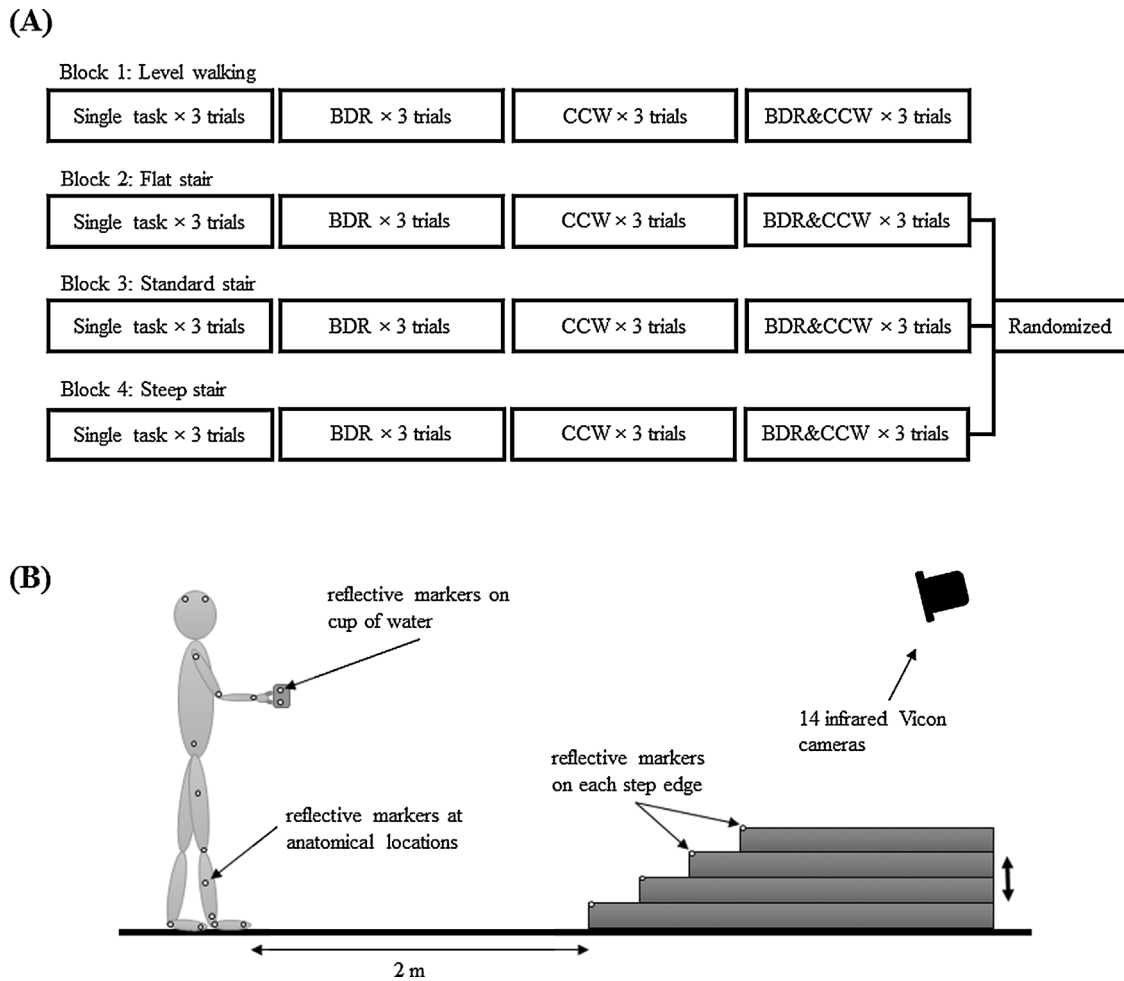 (A)
Block 1: Level walking
Single task × 3 trials
BDR × 3 trials
CCW × 3 trials
BDR&CCW × 3 trials
Block 2: Flat stair
Single task × 3 trials
BDR × 3 trials
CCW × 3 trials
BDR&CCW × 3 trials
Block 3: Standard stair
Single task × 3 trials
BDR × 3 trials
CCW × 3 trials
BDR&CCW × 3 trials
Randomized
Block 4: Steep stair
Single task × 3 trials
BDR × 3 trials
CCW × 3 trials
BDR&CCW × 3 trials
(B)
reflective markers on
cup of water
14 infrared Vicon
cameras
reflective markers
on each step edge
reflective markers at
anatomical locations
2 m